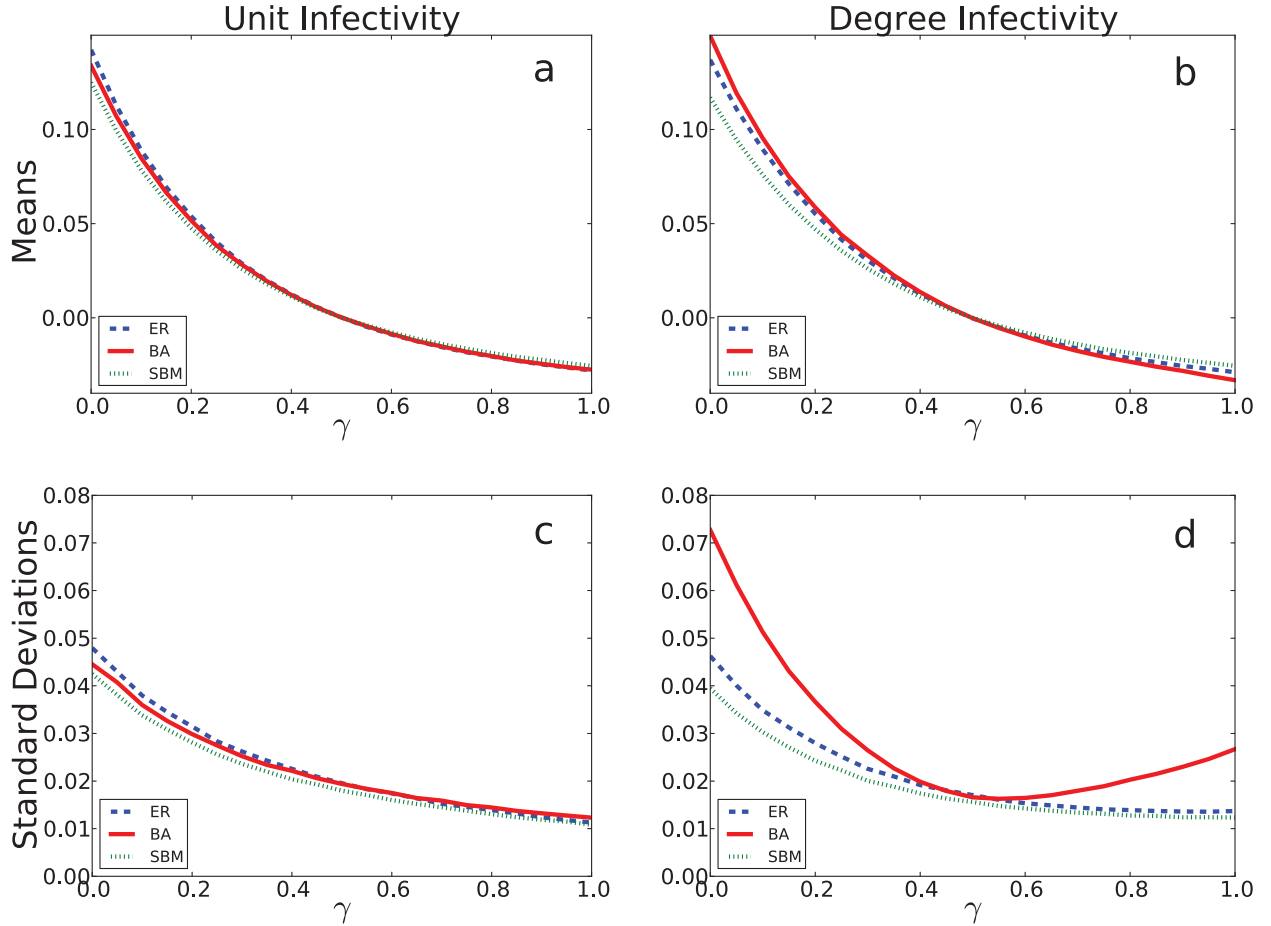 Unit Infectivity
Degree Infectivity
Means
a
0.10
0.05
0.00
ER
BA
SBM
0.0 0.2 0.4 0.6 0.8 1.0
γ
b
0.10
0.05
0.00
ER
BA
SBM
0.0 0.2 0.4 0.6 0.8 1.0
γ
Standard Deviations
c
0.08
0.07
0.06
0.05
0.04
0.03
0.02
0.01
0.00
ER
BA
SBM
0.0 0.2 0.4 0.6 0.8 1.0
γ
d
0.08
0.07
0.06
0.05
0.04
0.03
0.02
0.01
0.00
ER
BA
SBM
0.0 0.2 0.4 0.6 0.8 1.0
γ